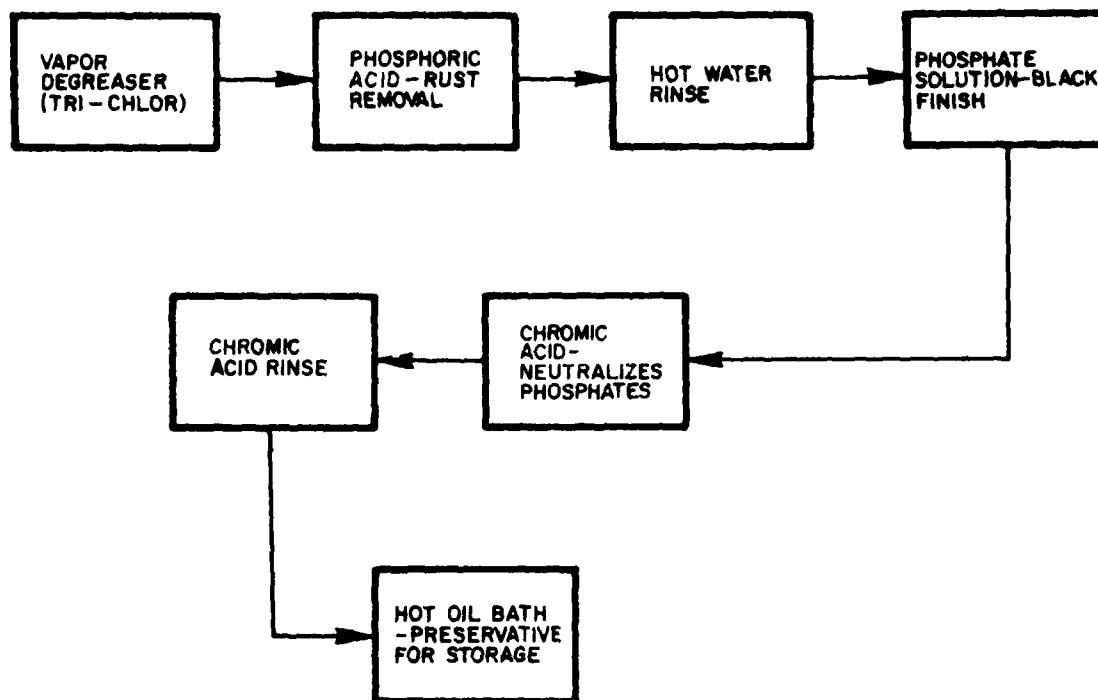 VAPOR
DEGREASER
(TRI-CHLOR)
PHOSPHORIC
ACID-RUST
REMOVAL
HOT WATER
RINSE
PHOSPHATE
SOLUTION-BLACK
FINISH
CHROMIC
ACID-
NEUTRALIZES
PHOSPHATES
CHROMIC
ACID RINSE
HOT OIL BATH
-PRESERVATIVE
FOR STORAGE